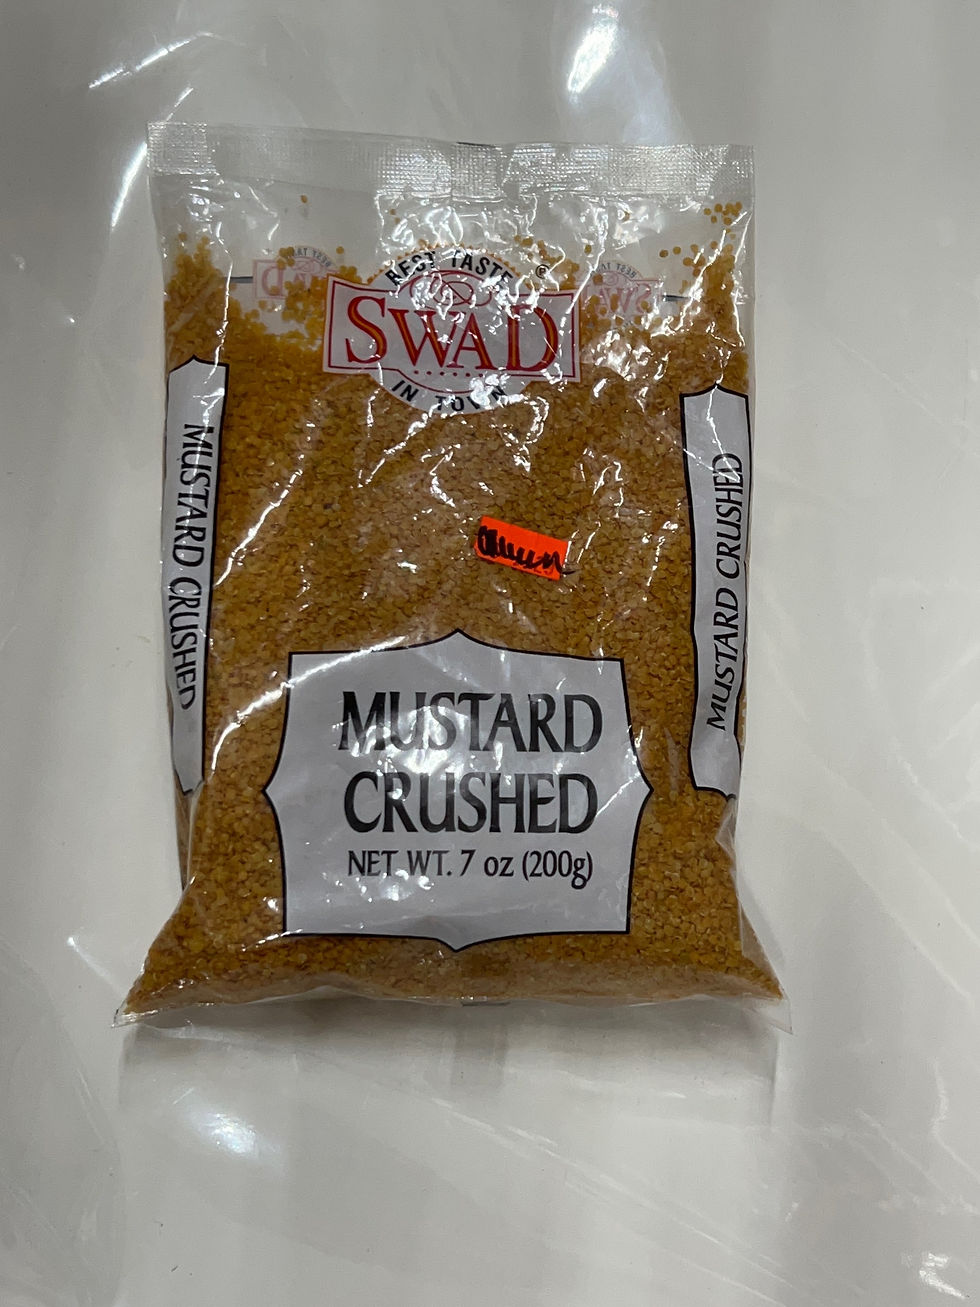 BEST TASTE
®
SWAD
IN TOWN
MUSTARD CRUSHED
MUSTARD CRUSHED
MUSTARD
CRUSHED
NET WT. 7 oz (200g)